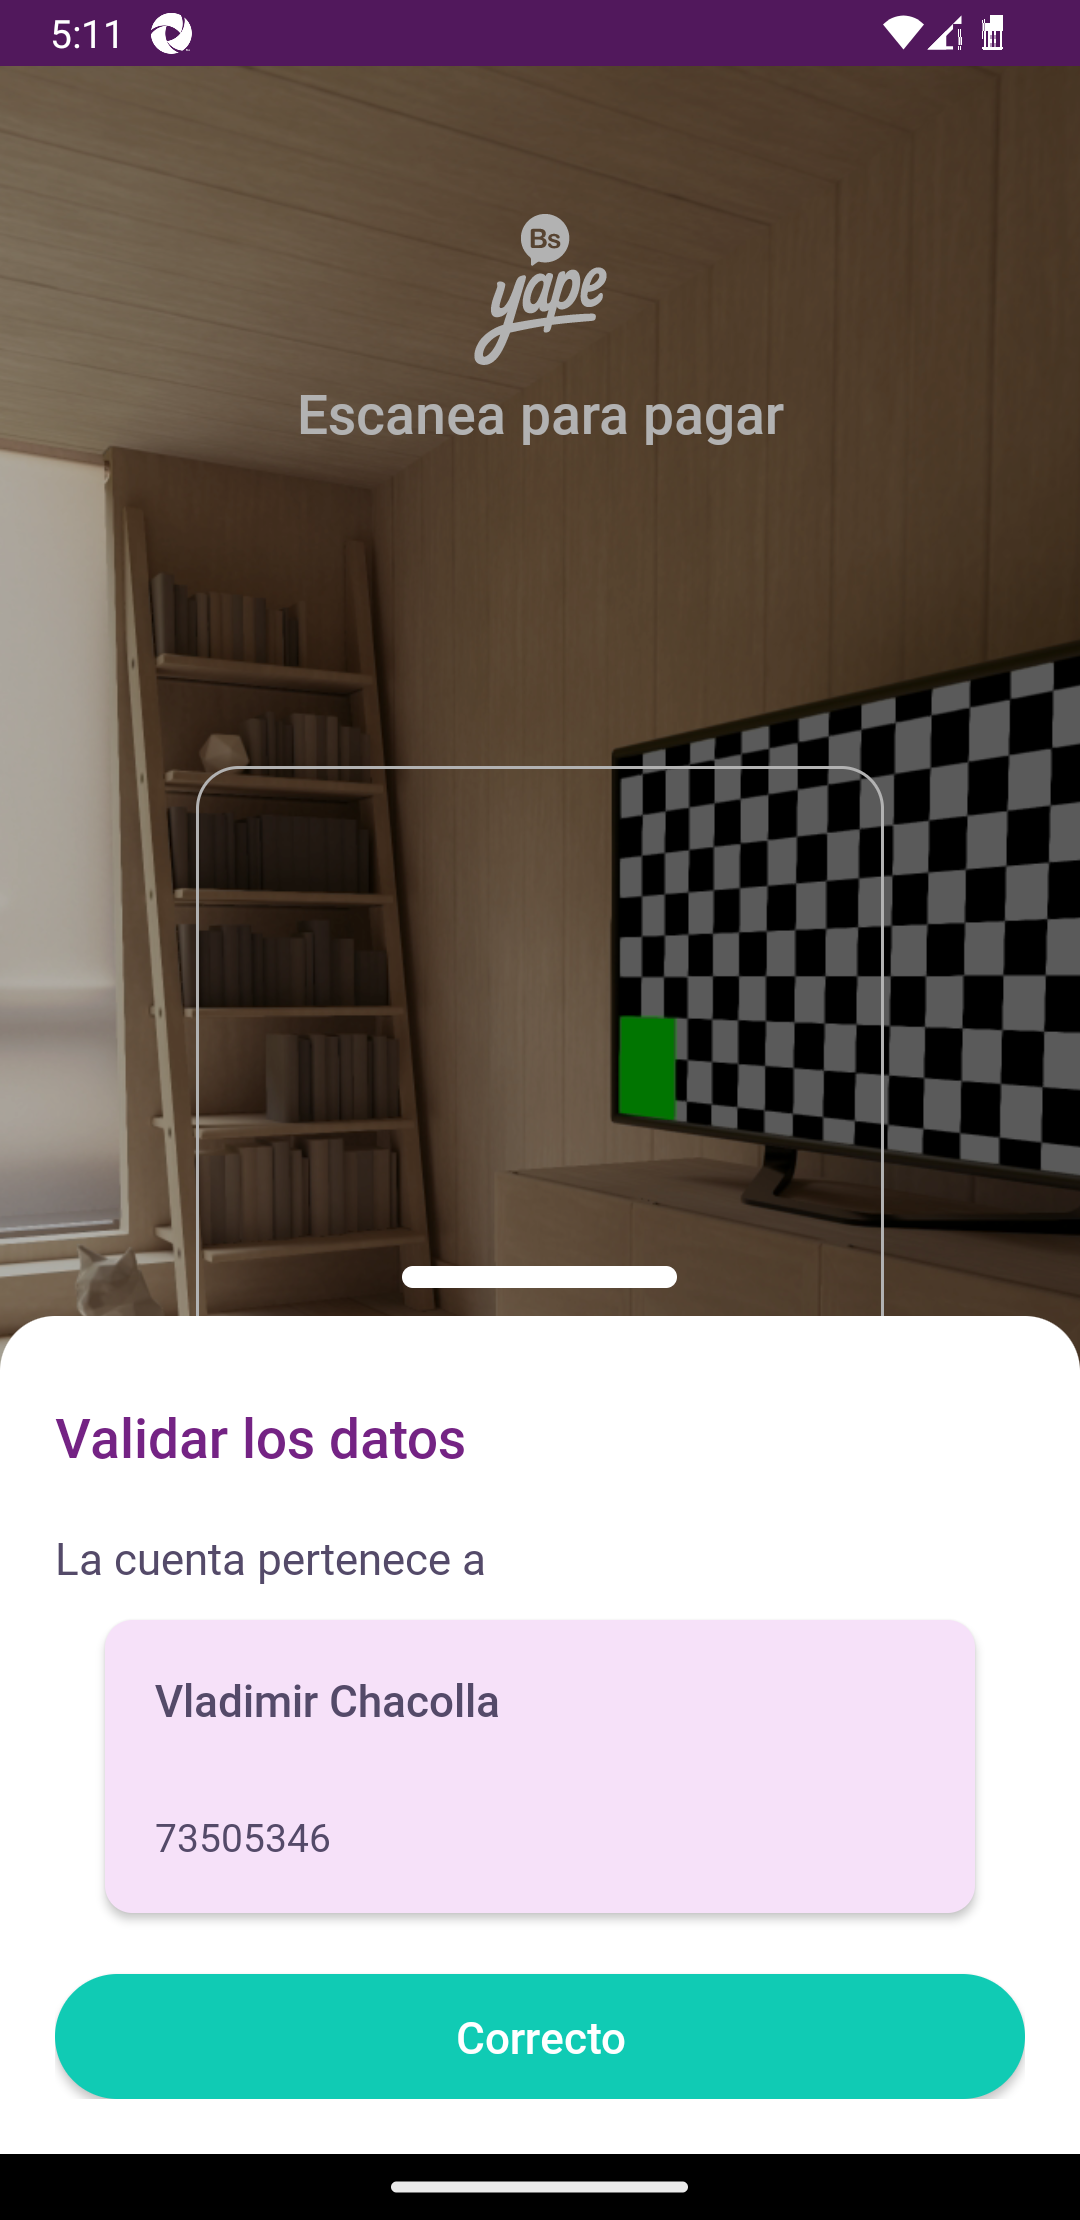 5:11
Bs
yape
Escanea para pagar
Validar los datos
La cuenta pertenece a
Vladimir Chacolla
73505346
Correcto